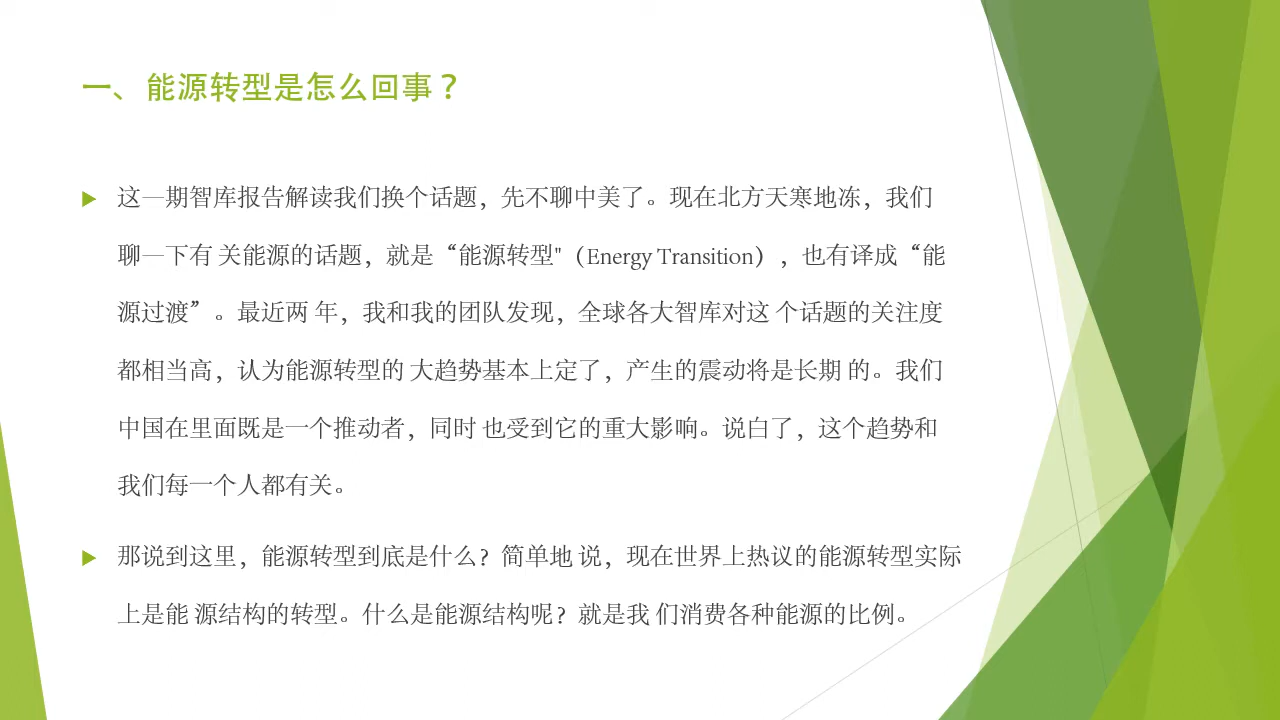 一、能源转型是怎么回事？
这一期智库报告解读我们换个话题，先不聊中美了。现在北方天寒地冻，我们
聊一下有 关能源的话题，就是“能源转型"（Energy Transition），也有译成“能
源过渡”。最近两 年，我和我的团队发现，全球各大智库对这 个话题的关注度
都相当高，认为能源转型的 大趋势基本上定了，产生的震动将是长期 的。我们
中国在里面既是一个推动者，同时 也受到它的重大影响。说白了，这个趋势和
我们每一个人都有关。
那说到这里，能源转型到底是什么？简单地 说，现在世界上热议的能源转型实际
上是能 源结构的转型。什么是能源结构呢？就是我 们消费各种能源的比例。